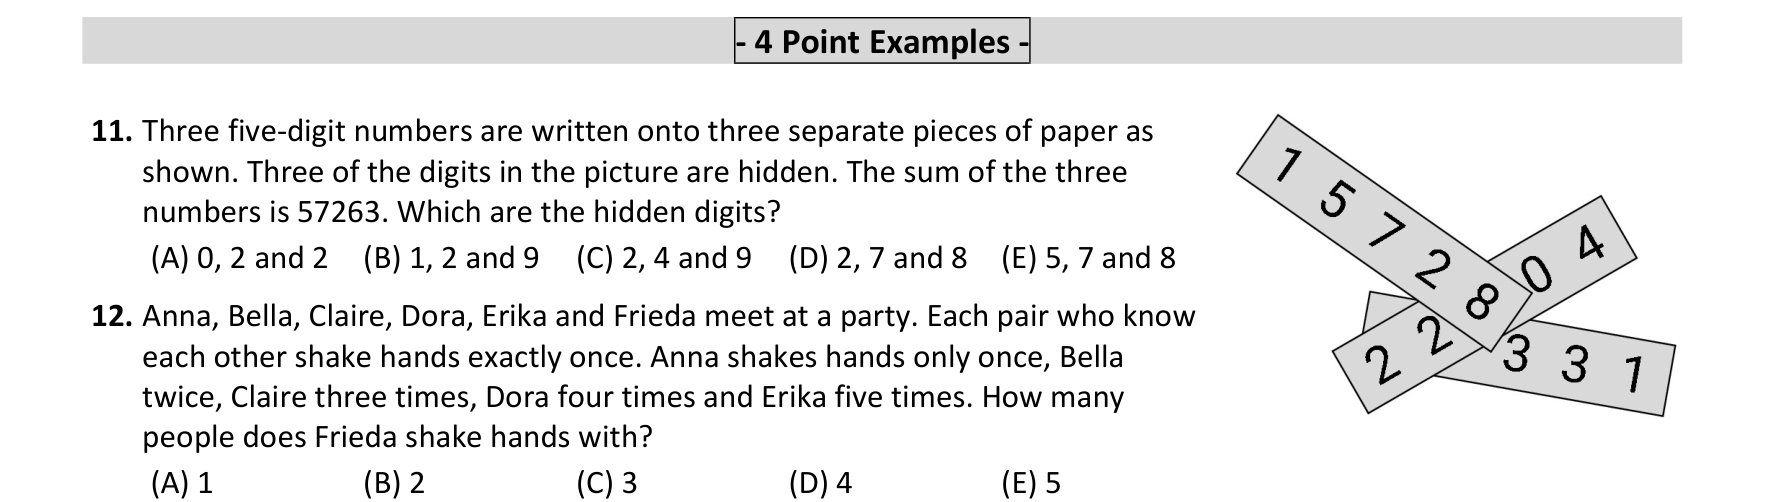 - 4 Point Examples -
11. Three five-digit numbers are written onto three separate pieces of paper as
shown. Three of the digits in the picture are hidden. The sum of the three
numbers is 57263. Which are the hidden digits?
(A) 0, 2 and 2 (B) 1, 2 and 9 (C) 2, 4 and 9 (D) 2, 7 and 8 (E) 5, 7 and 8
12. Anna, Bella, Claire, Dora, Erika and Frieda meet at a party. Each pair who know
each other shake hands exactly once. Anna shakes hands only once, Bella
twice, Claire three times, Dora four times and Erika five times. How many
people does Frieda shake hands with?
(A) 1 (B) 2 (C) 3 (D) 4 (E) 5
1 5 7 2 8
2 2 0 4
3 3 1